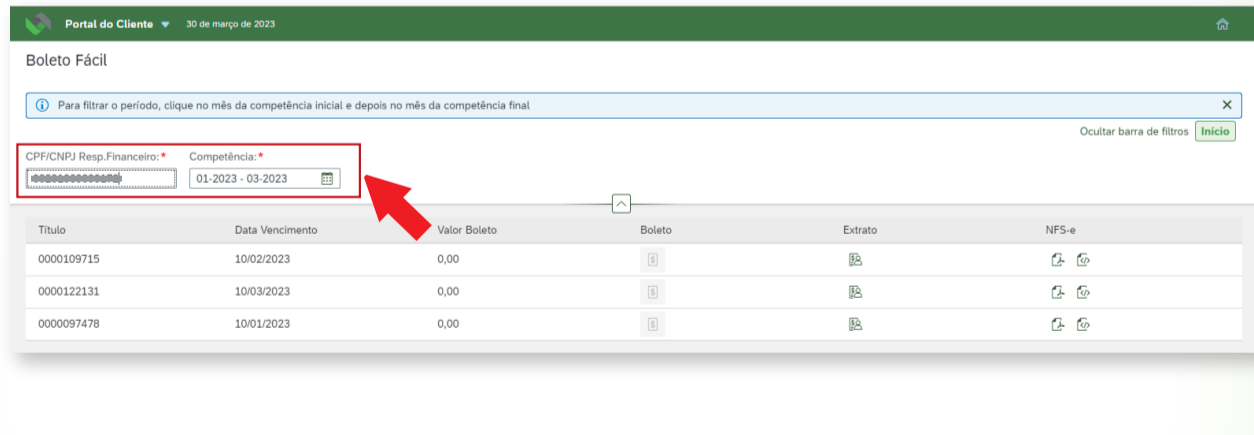 Portal do Cliente 30 de março de 2023
Boleto Fácil
Para filtrar o período, clique no mês da competência inicial e depois no mês da competência final
Ocultar barra de filtros Início
CPF/CNPJ Resp.Financeiro:* Competência:*
01-2023 - 03-2023
Título Data Vencimento Valor Boleto Boleto Extrato NFS-e
0000109715 10/02/2023 0,00
0000122131 10/03/2023 0,00
0000097478 10/01/2023 0,00